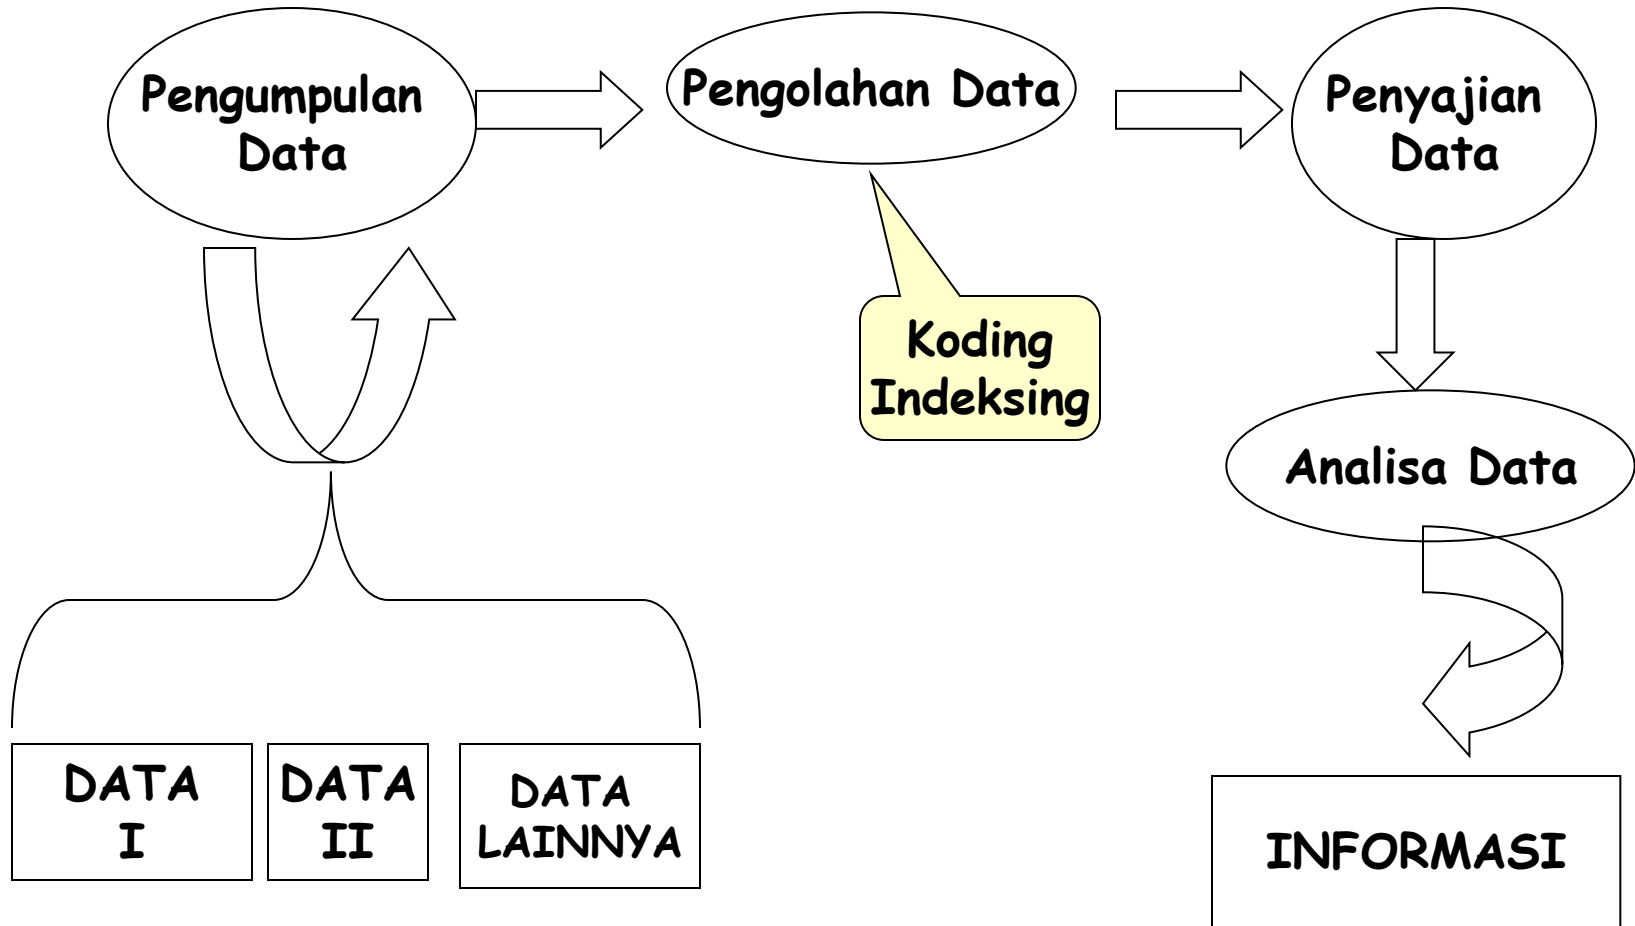 Pengumpulan
Data
Pengolahan Data
Penyajian
Data
Koding
Indeksing
Analisa Data
DATA
I
DATA
II
DATA
LAINNYA
INFORMASI